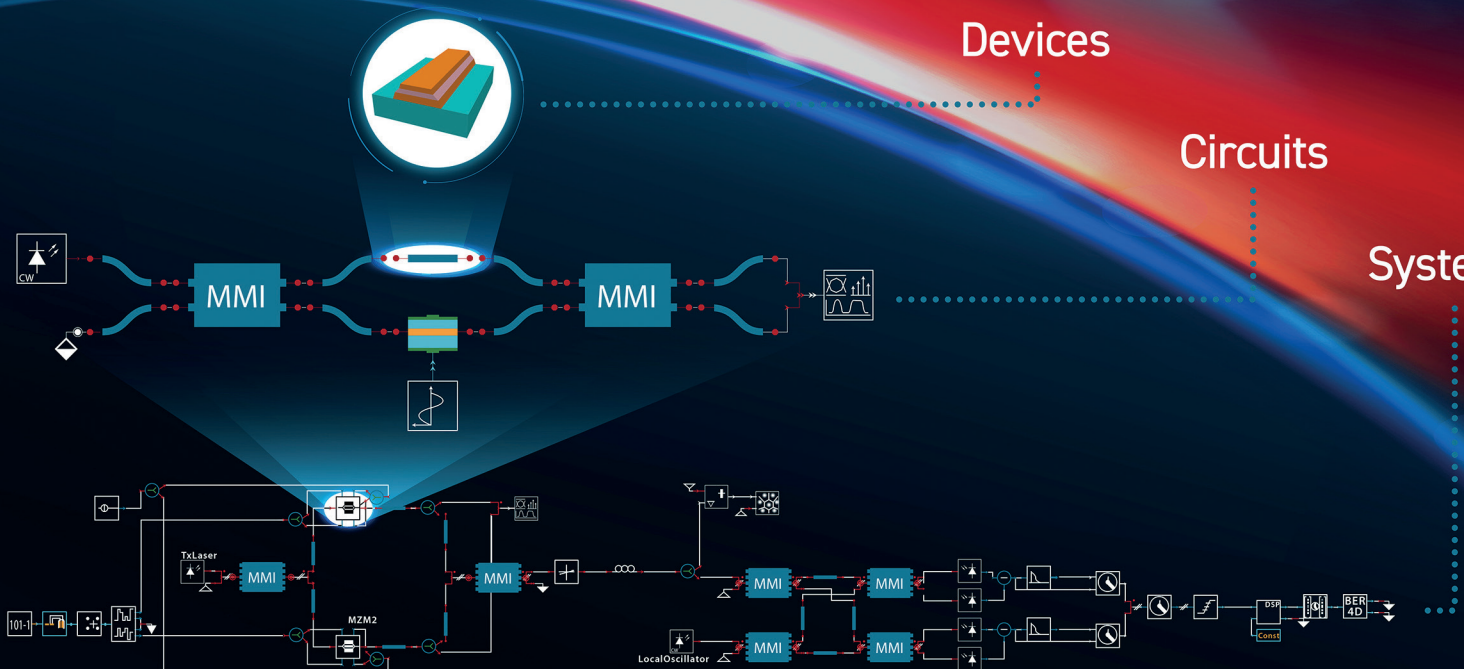 Devices
Circuits
Syste
CW
MMI
MMI
TxLaser
MMI
MMI
MZM2
101-1
MMI
MMI
MMI
MMI
CW
LocalOscillator
DSP
Const
BER
4D